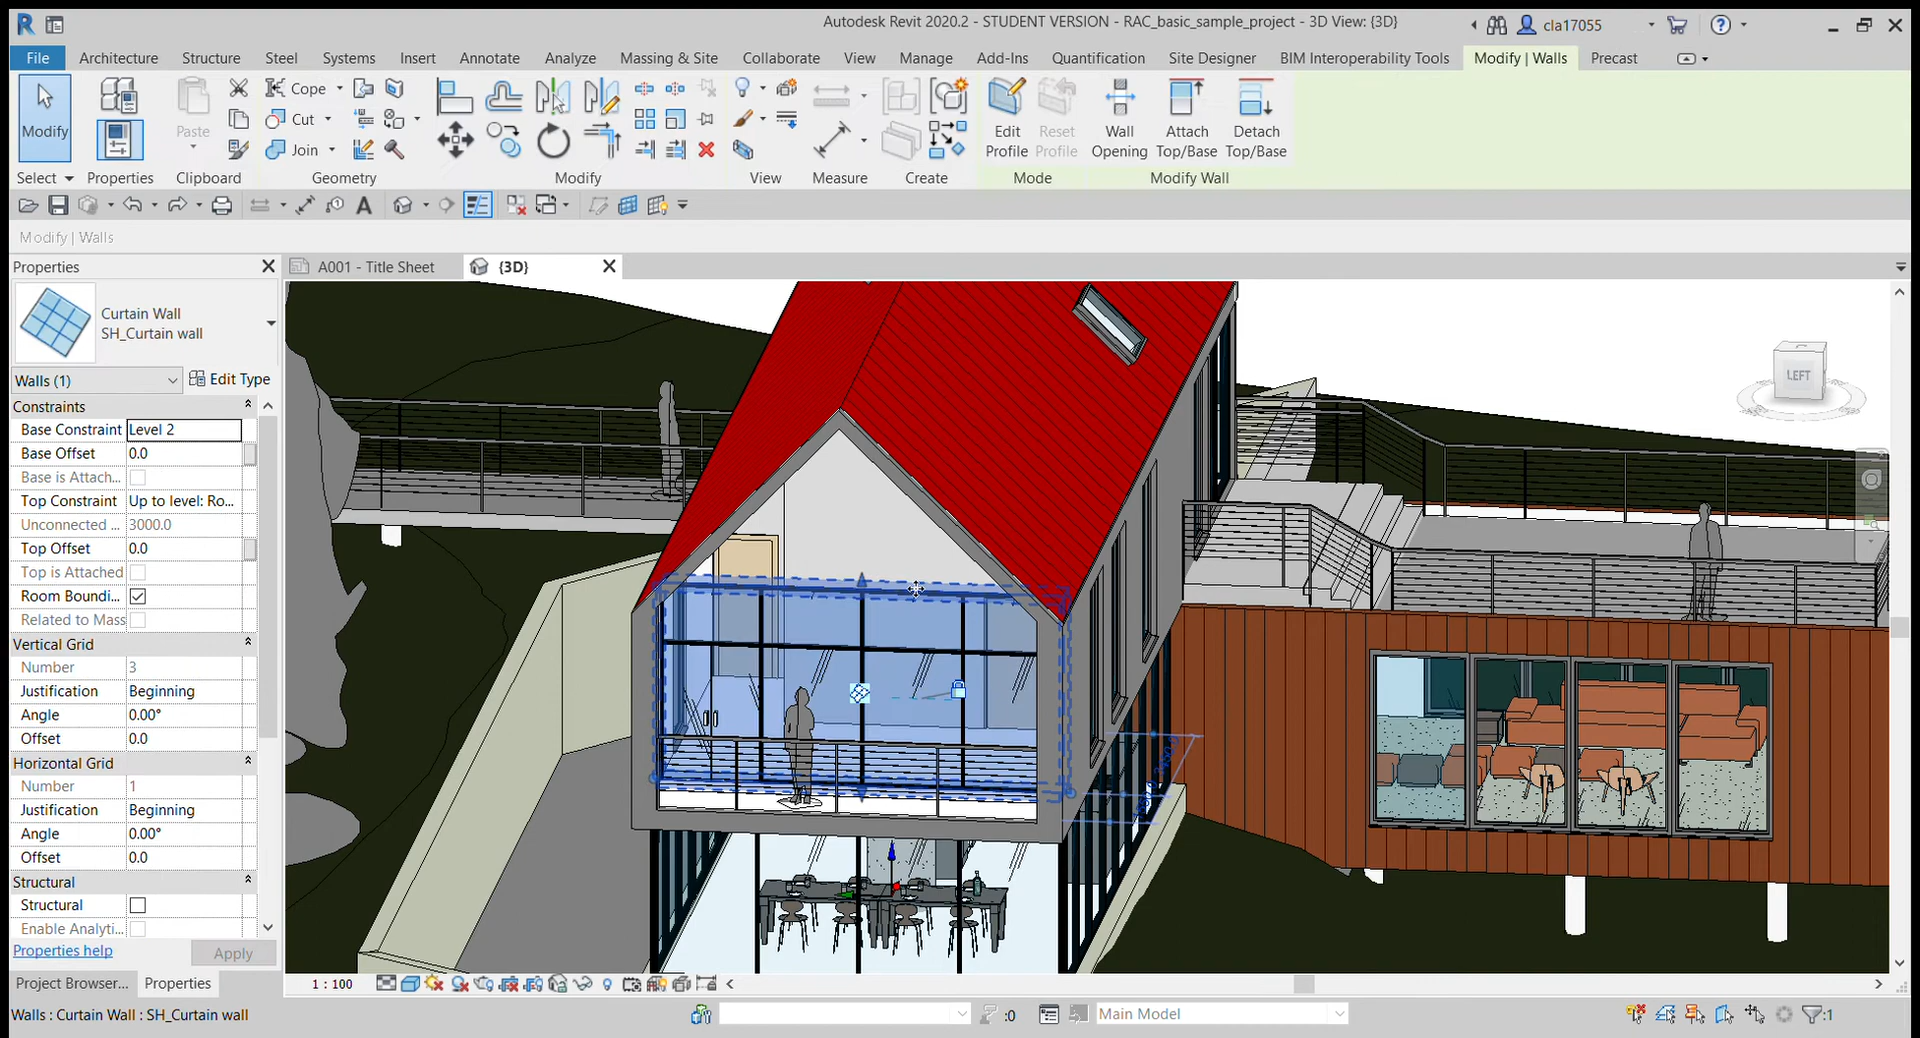 Autodesk Revit 2020.2 - STUDENT VERSION - RAC_basic_sample_project - 3D View: {3D}
cla17055
File Architecture Structure Steel Systems Insert Annotate Analyze Massing & Site Collaborate View Manage Add-Ins Quantification Site Designer BIM Interoperability Tools Modify | Walls Precast
Modify
Paste
Cope
Cut
Join
Edit Profile
Reset Profile
Wall Opening
Attach Top/Base
Detach Top/Base
Select Properties Clipboard Geometry Modify View Measure Create Mode Modify Wall
Modify | Walls
Properties
A001 - Title Sheet
{3D}
Curtain Wall
SH_Curtain wall
Walls (1)
Edit Type
Constraints
Base Constraint Level 2
Base Offset 0.0
Base is Attach...
Top Constraint Up to level: Ro...
Unconnected ... 3000.0
Top Offset 0.0
Top is Attached
Room Boundi...
Related to Mass
Vertical Grid
Number 3
Justification Beginning
Angle 0.00°
Offset 0.0
Horizontal Grid
Number 1
Justification Beginning
Angle 0.00°
Offset 0.0
Structural
Structural
Enable Analyti...
Properties help
Apply
LEFT
Project Browser...
Properties
1 : 100
Walls : Curtain Wall : SH_Curtain wall
:0
Main Model
:1